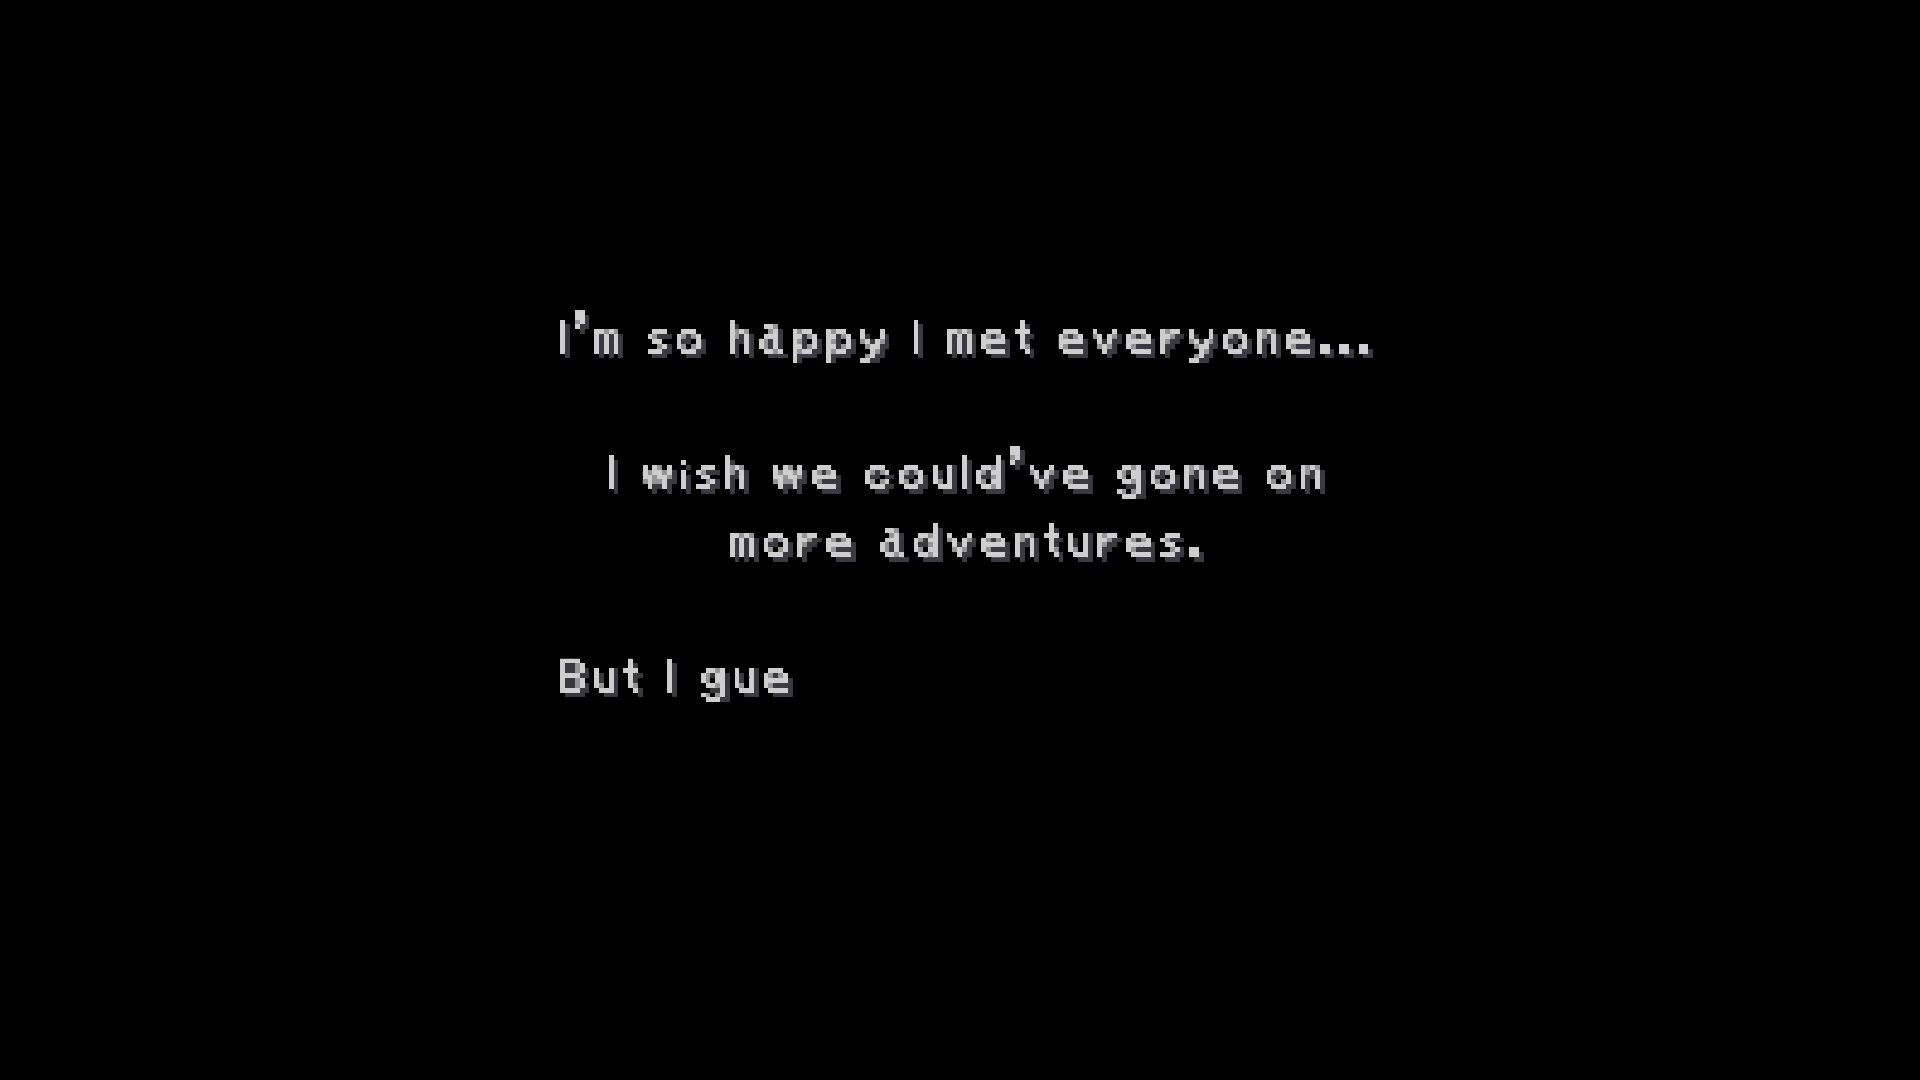 I'm so happy I met everyone...
I wish we could've gone on
more adventures.
But I gue